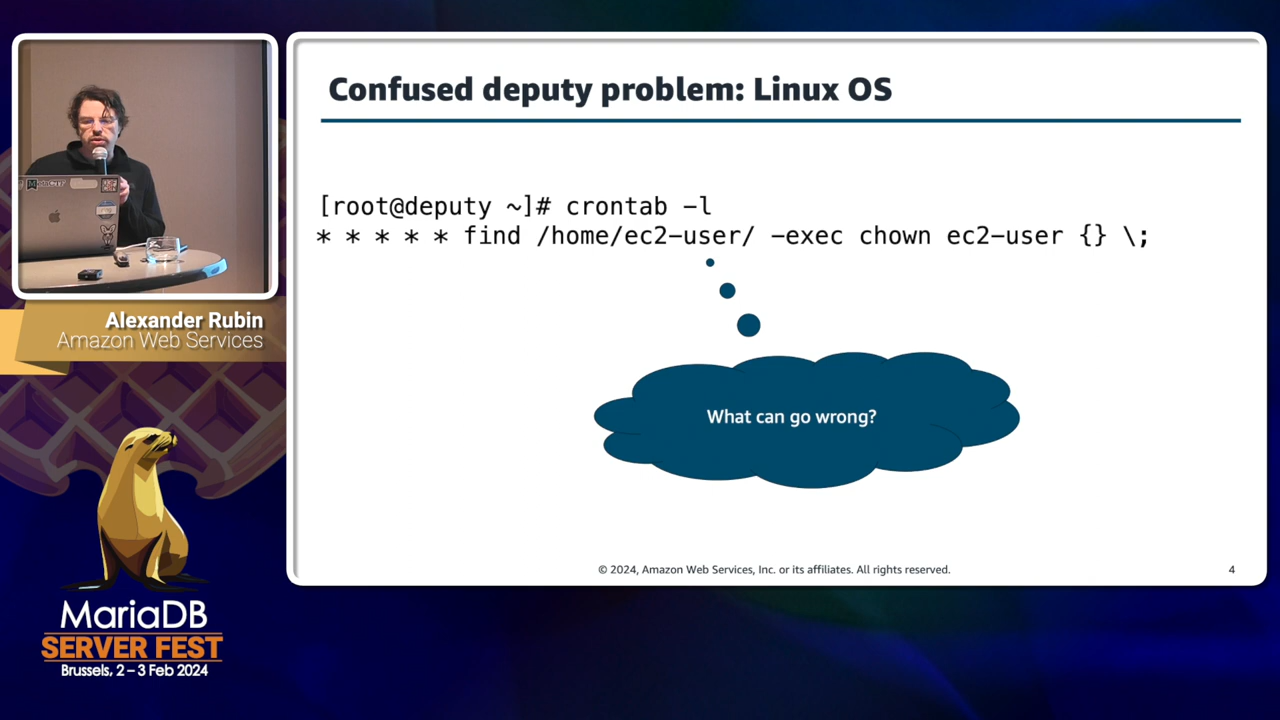 Confused deputy problem: Linux OS
[root@deputy ~]# crontab -l
* * * * * find /home/ec2-user/ -exec chown ec2-user {} \;
What can go wrong?
© 2024, Amazon Web Services, Inc. or its affiliates. All rights reserved.
4
Alexander Rubin
Amazon Web Services
MariaDB
SERVER FEST
Brussels, 2 – 3 Feb 2024